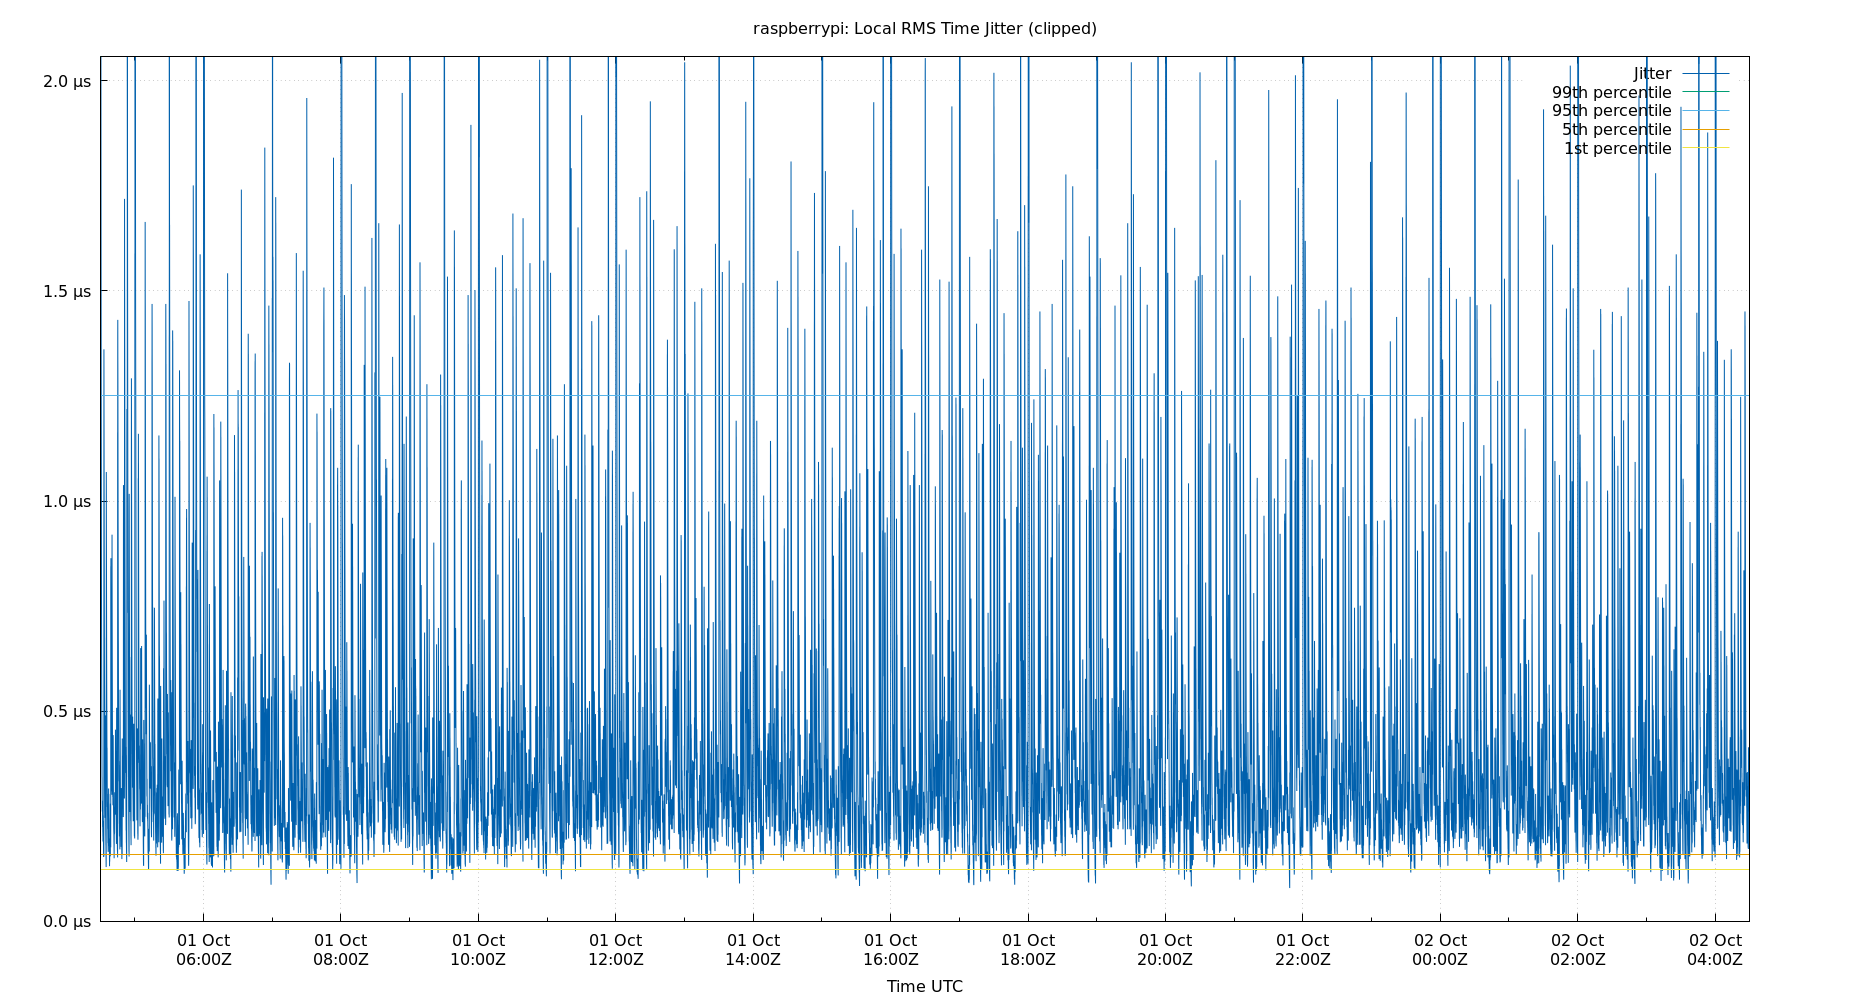 raspberrypi: Local RMS Time Jitter (clipped)
2.0 µs
1.5 µs
1.0 µs
0.5 µs
0.0 µs
Jitter
99th percentile
95th percentile
5th percentile
1st percentile
01 Oct 01 Oct 01 Oct 01 Oct 01 Oct 01 Oct 01 Oct 01 Oct 01 Oct 02 Oct 02 Oct 02 Oct
06:00Z 08:00Z 10:00Z 12:00Z 14:00Z 16:00Z 18:00Z 20:00Z 22:00Z 00:00Z 02:00Z 04:00Z
Time UTC